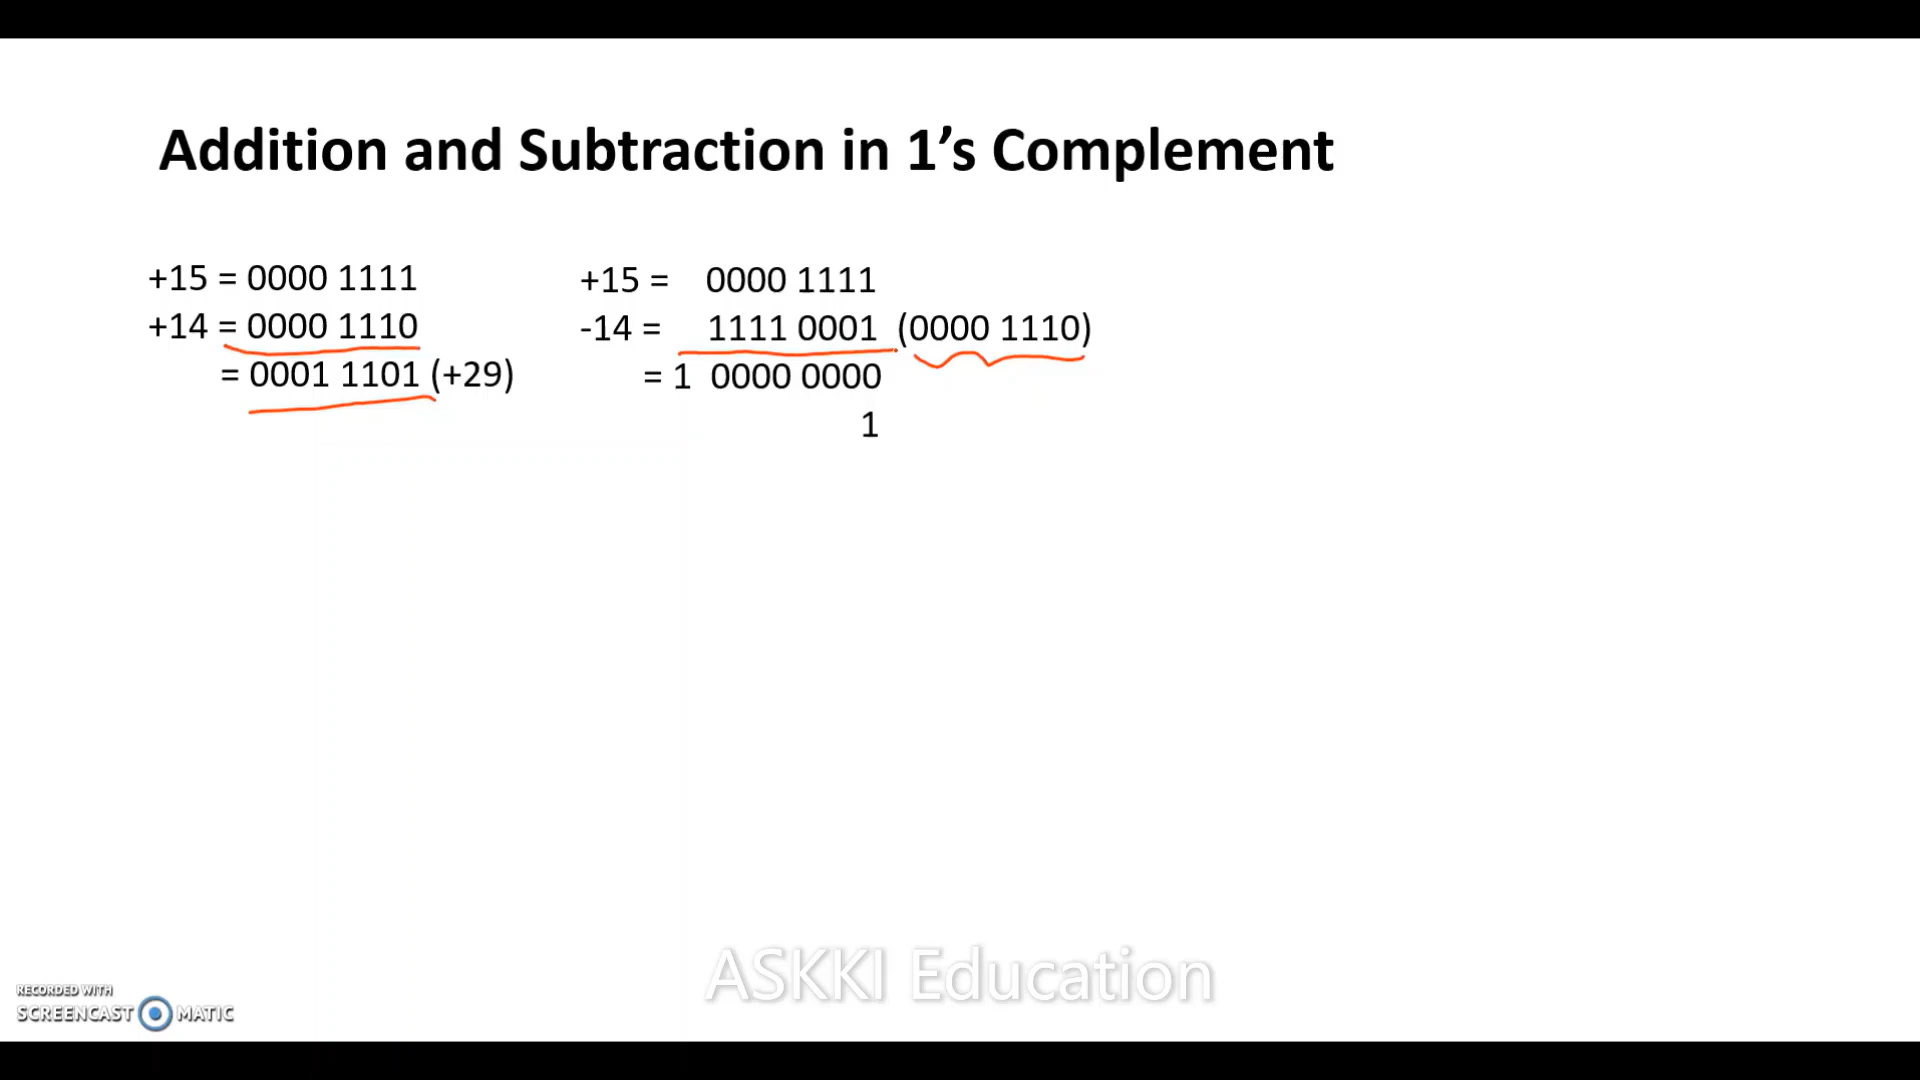 Addition and Subtraction in 1’s Complement
+15 = 0000 1111
+14 = 0000 1110
= 0001 1101 (+29)
+15 = 0000 1111
-14 = 1111 0001 (0000 1110)
= 1 0000 0000
1
ASKKI Education
RECORDED WITH
SCREENCAST MATIC